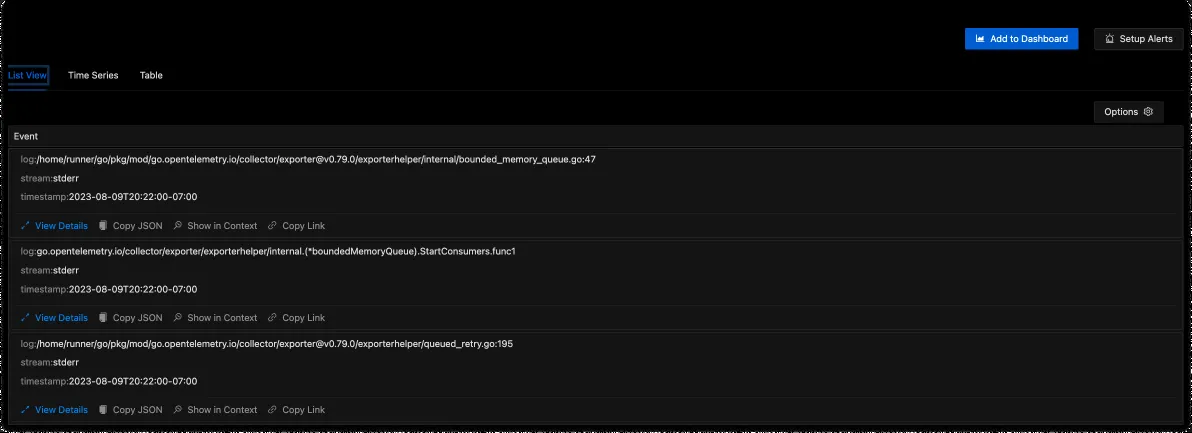 Add to Dashboard
Setup Alerts
List View
Time Series
Table
Options
Event
log:/home/runner/go/pkg/mod/go.opentelemetry.io/collector/exporter@v0.79.0/exporterhelper/internal/bounded_memory_queue.go:47
stream:stderr
timestamp:2023-08-09T20:22:00-07:00
View Details Copy JSON Show in Context Copy Link
log:go.opentelemetry.io/collector/exporter/exporterhelper/internal.(*boundedMemoryQueue).StartConsumers.func1
stream:stderr
timestamp:2023-08-09T20:22:00-07:00
View Details Copy JSON Show in Context Copy Link
log:/home/runner/go/pkg/mod/go.opentelemetry.io/collector/exporter@v0.79.0/exporterhelper/queued_retry.go:195
stream:stderr
timestamp:2023-08-09T20:22:00-07:00
View Details Copy JSON Show in Context Copy Link